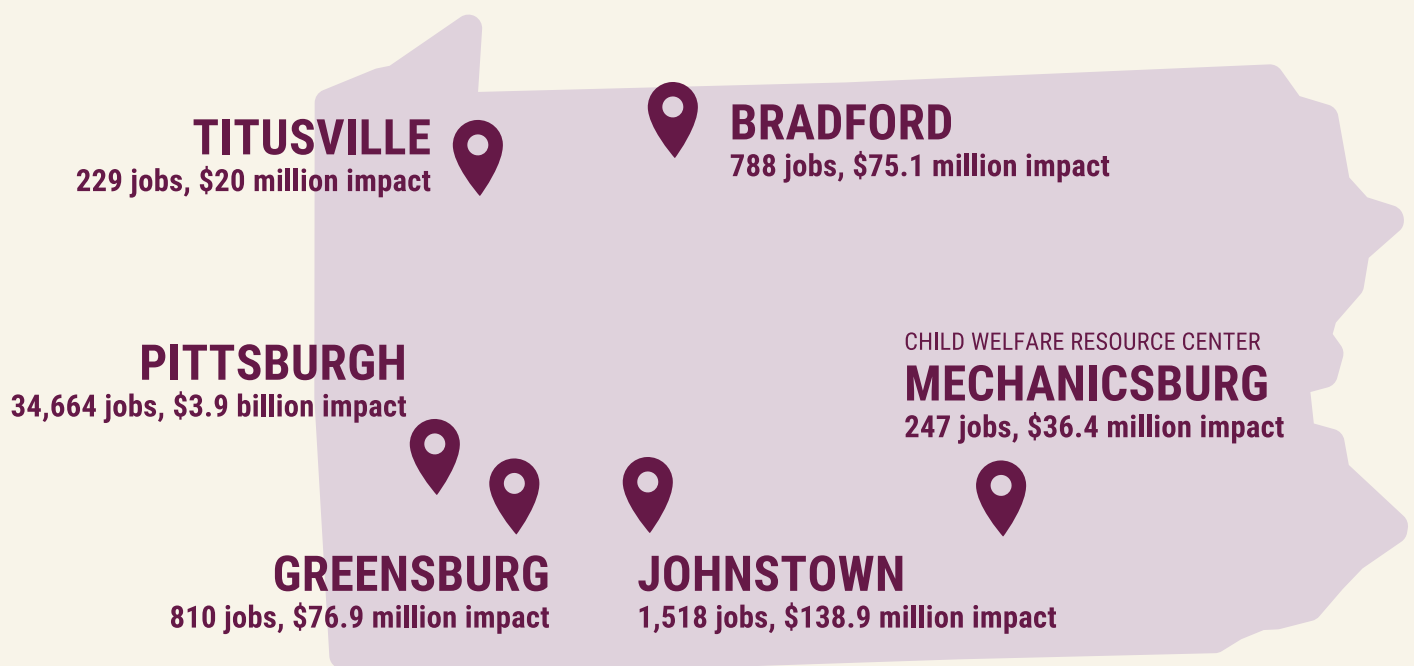 TITUSVILLE
229 jobs, $20 million impact
BRADFORD
788 jobs, $75.1 million impact
PITTSBURGH
34,664 jobs, $3.9 billion impact
CHILD WELFARE RESOURCE CENTER
MECHANICSBURG
247 jobs, $36.4 million impact
GREENSBURG
810 jobs, $76.9 million impact
JOHNSTOWN
1,518 jobs, $138.9 million impact